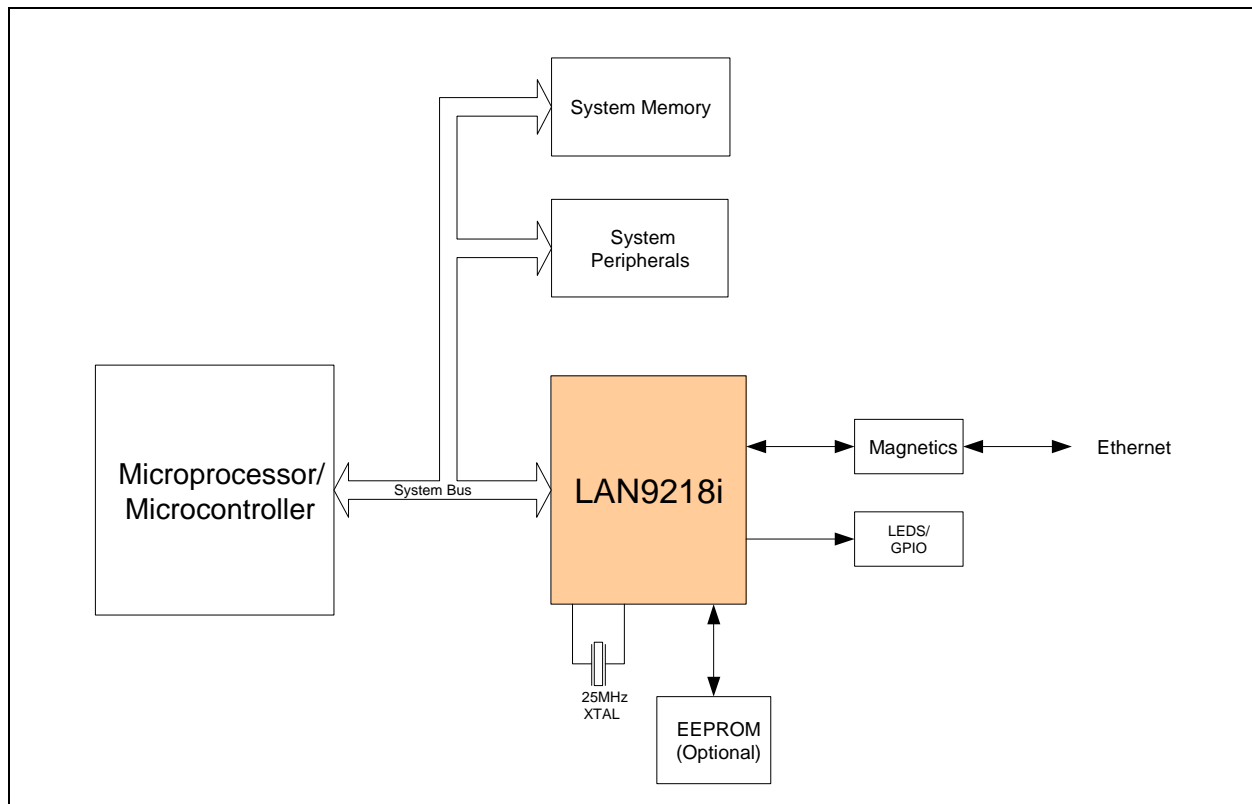 System Memory
System
Peripherals
Microprocessor/
Microcontroller
System Bus
LAN9218i
Magnetics
Ethernet
LEDS/
GPIO
25MHz
XTAL
EEPROM
(Optional)